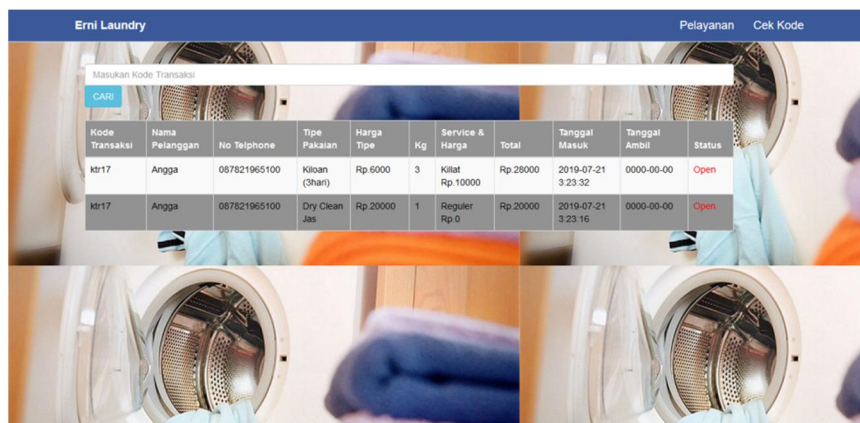 Erni Laundry Pelayanan Cek Kode
Masukan Kode Transaksi
CARI
Kode Transaksi Nama Pelanggan No Telphone Tipe Pakaian Harga Tipe Kg Service & Harga Total Tanggal Masuk Tanggal Ambil Status
ktr17 Angga 087821965100 Kiloan (3hari) Rp.6000 3 Killat Rp.10000 Rp.28000 2019-07-21 3:23:32 0000-00-00 Open
ktr17 Angga 087821965100 Dry Clean Jas Rp.20000 1 Reguler Rp.0 Rp.20000 2019-07-21 3:23:16 0000-00-00 Open